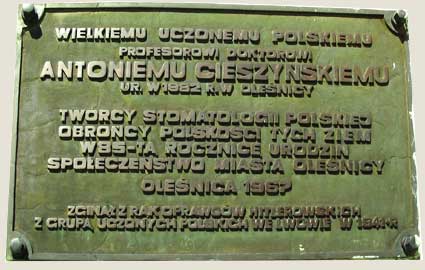 WIELKIEMU UCZONEMU POLSKIEMU
PROFESOROWI DOKTOROWI
ANTONIEMU CIESZYŃSKIEMU
UR. W 1882 R. W OLEŚNICY
TWÓRCY STOMATOLOGII POLSKIEJ
OBROŃCY POLSKOŚCI TYCH ZIEM
W 85-TĄ ROCZNICĘ URODZIN
SPOŁECZEŃSTWO MIASTA OLEŚNICY
OLEŚNICA 1967
ZGINĄŁ Z RĄK OPRAWCÓW HITLEROWSKICH
Z GRUPĄ UCZONYCH POLSKICH WE LWOWIE W 1941 R